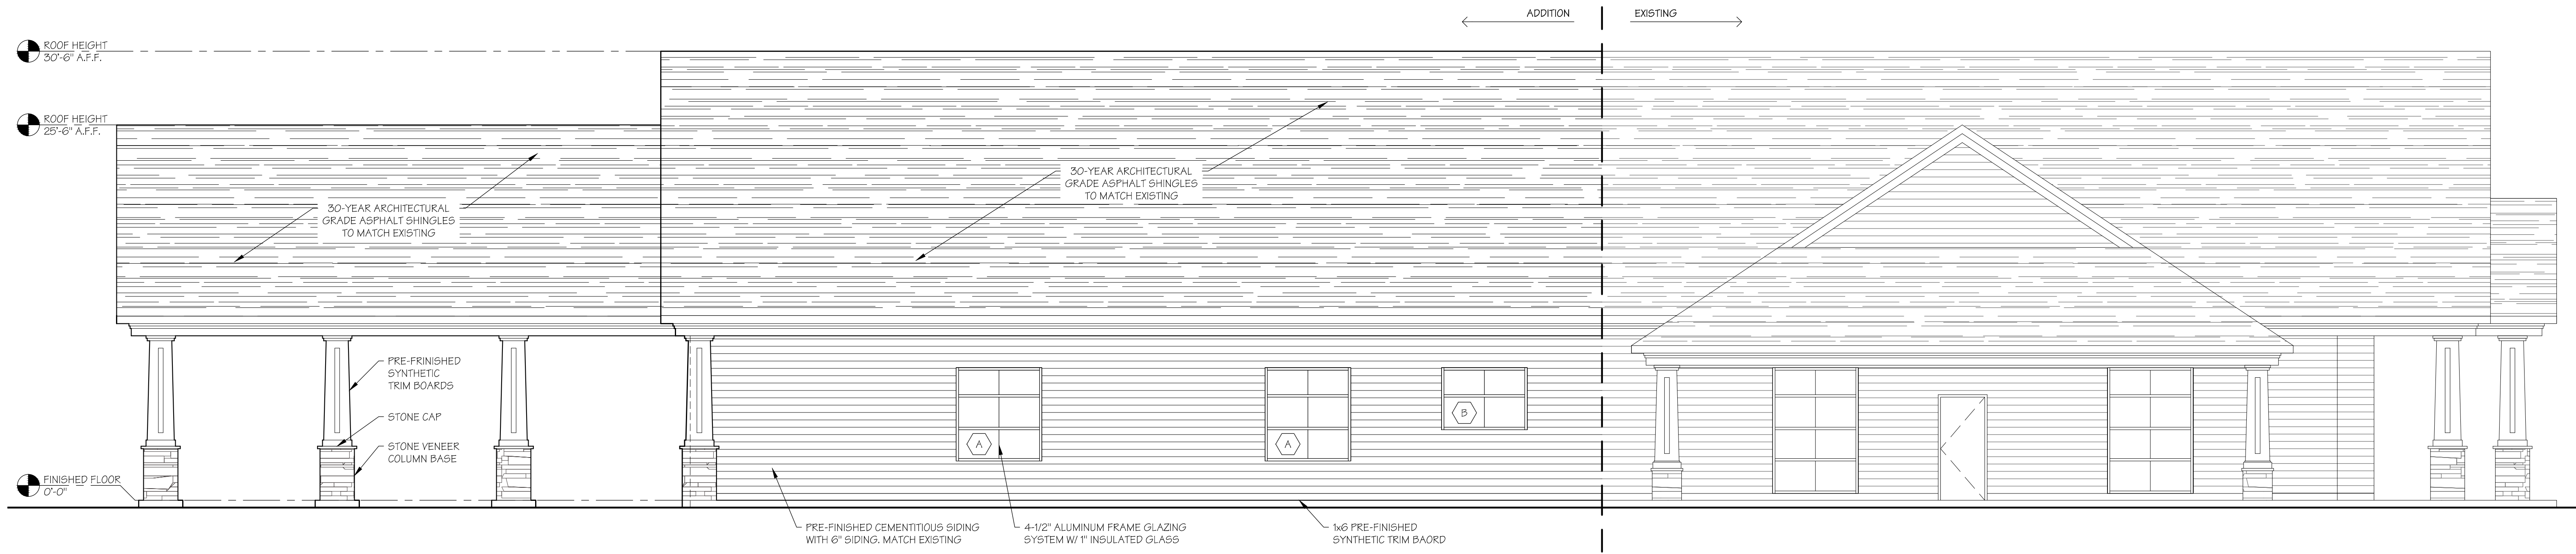 ADDITION
EXISTING
ROOF HEIGHT
30'-6" A.F.F.
ROOF HEIGHT
25'-6" A.F.F.
30-YEAR ARCHITECTURAL
GRADE ASPHALT SHINGLES
TO MATCH EXISTING
30-YEAR ARCHITECTURAL
GRADE ASPHALT SHINGLES
TO MATCH EXISTING
PRE-FRINISHED
SYNTHETIC
TRIM BOARDS
STONE CAP
STONE VENEER
COLUMN BASE
A
A
B
FINISHED FLOOR
0'-0"
PRE-FINISHED CEMENTITIOUS SIDING
WITH 6" SIDING. MATCH EXISTING
4-1/2" ALUMINUM FRAME GLAZING
SYSTEM W/ 1" INSULATED GLASS
1x6 PRE-FINISHED
SYNTHETIC TRIM BAORD